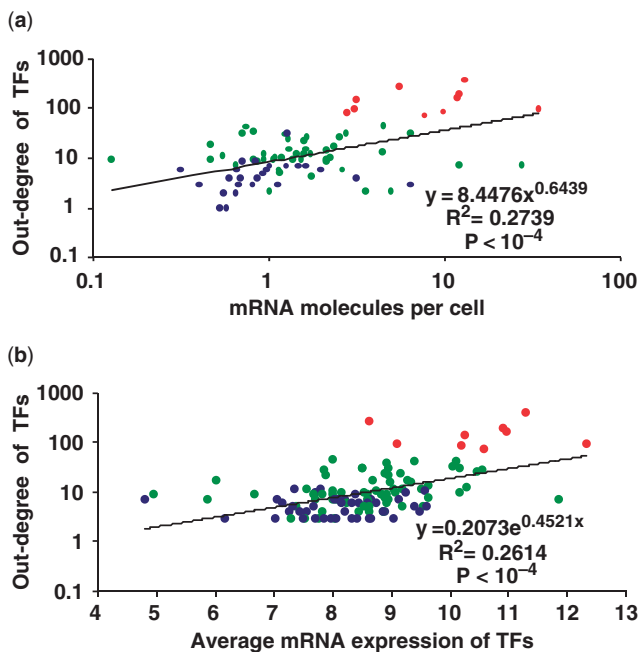 (a)
Out-degree of TFs
1000
100
10
1
0.1
y = 8.4476x^0.6439
R² = 0.2739
P < 10⁻⁴
0.1 1 10 100
mRNA molecules per cell
(b)
Out-degree of TFs
1000
100
10
1
0.1
y = 0.2073e^0.4521x
R² = 0.2614
P < 10⁻⁴
4 5 6 7 8 9 10 11 12 13
Average mRNA expression of TFs